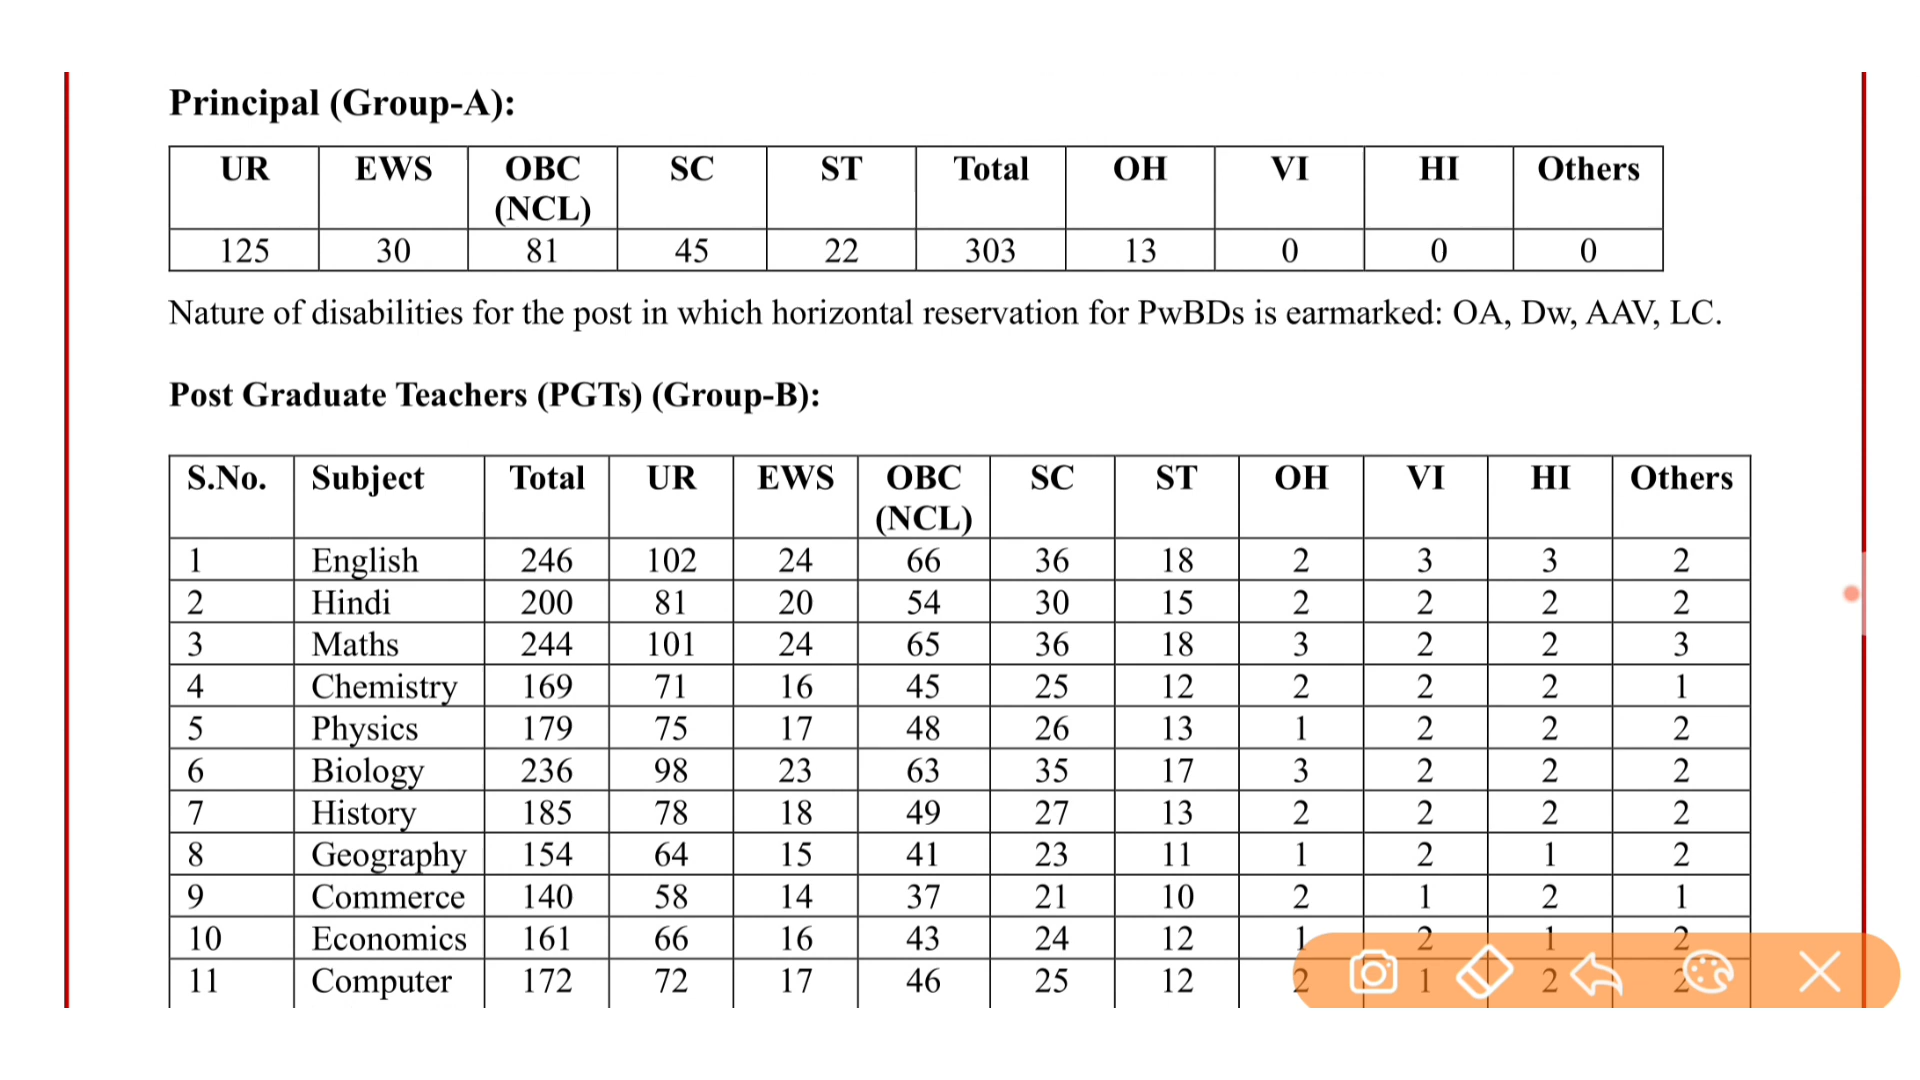 Principal (Group-A):
UR EWS OBC (NCL) SC ST Total OH VI HI Others
125 30 81 45 22 303 13 0 0 0
Nature of disabilities for the post in which horizontal reservation for PwBDs is earmarked: OA, Dw, AAV, LC.
Post Graduate Teachers (PGTs) (Group-B):
S.No. Subject Total UR EWS OBC (NCL) SC ST OH VI HI Others
1 English 246 102 24 66 36 18 2 3 3 2
2 Hindi 200 81 20 54 30 15 2 2 2 2
3 Maths 244 101 24 65 36 18 3 2 2 3
4 Chemistry 169 71 16 45 25 12 2 2 2 1
5 Physics 179 75 17 48 26 13 1 2 2 2
6 Biology 236 98 23 63 35 17 3 2 2 2
7 History 185 78 18 49 27 13 2 2 2 2
8 Geography 154 64 15 41 23 11 1 2 1 2
9 Commerce 140 58 14 37 21 10 2 1 2 1
10 Economics 161 66 16 43 24 12 1 2 1 2
11 Computer 172 72 17 46 25 12 2 1 2 2